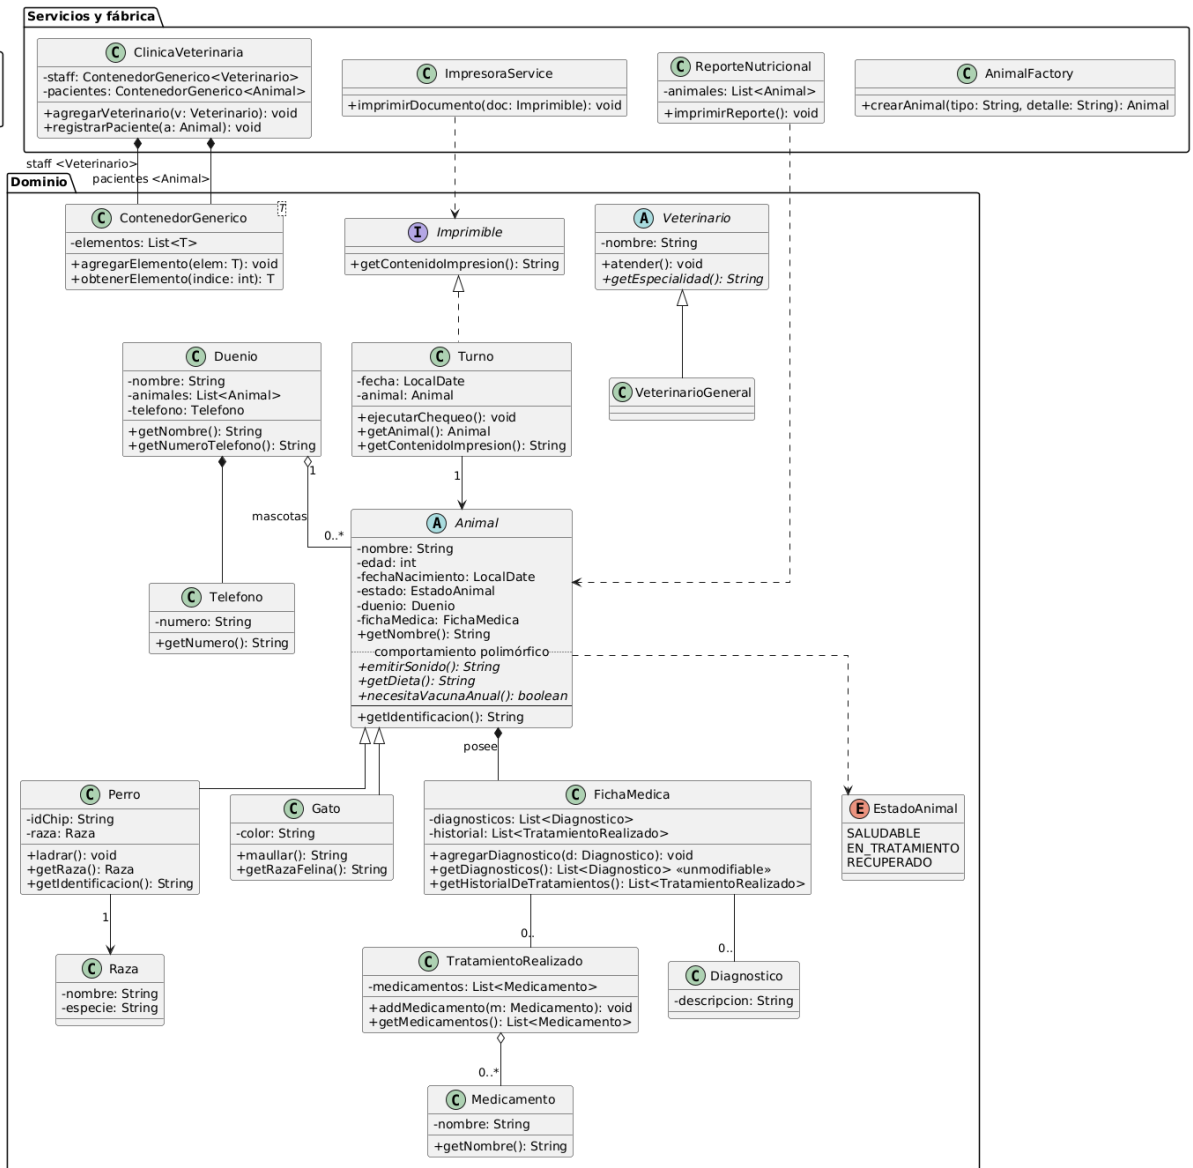 Servicios y fábrica
C ClinicaVeterinaria
-staff: ContenedorGenerico<Veterinario>
-pacientes: ContenedorGenerico<Animal>
+agregarVeterinario(v: Veterinario): void
+registrarPaciente(a: Animal): void
C ImpresoraService
+imprimirDocumento(doc: Imprimible): void
C ReporteNutricional
-animales: List<Animal>
+imprimirReporte(): void
C AnimalFactory
+crearAnimal(tipo: String, detalle: String): Animal
staff <Veterinario>
pacientes <Animal>
Dominio
C ContenedorGenerico
T
-elementos: List<T>
+agregarElemento(elem: T): void
+obtenerElemento(indice: int): T
I Imprimible
+getContenidoImpresion(): String
A Veterinario
-nombre: String
+atender(): void
+getEspecialidad(): String
C Duenio
-nombre: String
-animales: List<Animal>
-telefono: Telefono
+getNombre(): String
+getNumeroTelefono(): String
C Turno
-fecha: LocalDate
-animal: Animal
+ejecutarChequeo(): void
+getAnimal(): Animal
+getContenidoImpresion(): String
C VeterinarioGeneral
1
1
mascotas
0..*
A Animal
-nombre: String
-edad: int
-fechaNacimiento: LocalDate
-estado: EstadoAnimal
-duenio: Duenio
-fichaMedica: FichaMedica
+getNombre(): String
comportamiento polimórfico
+emitirSonido(): String
+getDieta(): String
+necesitaVacunaAnual(): boolean
+getIdentificacion(): String
C Telefono
-numero: String
+getNumero(): String
posee
C Perro
-idChip: String
-raza: Raza
+ladrar(): void
+getRaza(): Raza
+getIdentificacion(): String
C Gato
-color: String
+maullar(): String
+getRazaFelina(): String
C FichaMedica
-diagnosticos: List<Diagnostico>
-historial: List<TratamientoRealizado>
+agregarDiagnostico(d: Diagnostico): void
+getDiagnosticos(): List<Diagnostico> «unmodifiable»
+getHistorialDeTratamientos(): List<TratamientoRealizado>
E EstadoAnimal
SALUDABLE
EN_TRATAMIENTO
RECUPERADO
1
0..
0..
C Raza
-nombre: String
-especie: String
C TratamientoRealizado
-medicamentos: List<Medicamento>
+addMedicamento(m: Medicamento): void
+getMedicamentos(): List<Medicamento>
C Diagnostico
-descripcion: String
0..*
C Medicamento
-nombre: String
+getNombre(): String